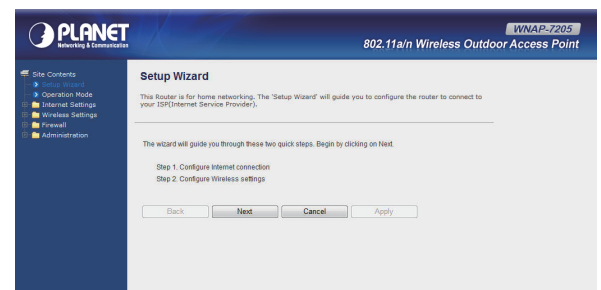 PLANET
Networking & Communication
WNAP-7205
802.11a/n Wireless Outdoor Access Point
Site Contents
Setup Wizard
Operation Mode
Internet Settings
Wireless Settings
Firewall
Administration
Setup Wizard
This Router is for home networking. The 'Setup Wizard' will guide you to configure the router to connect to
your ISP(Internet Service Provider).
The wizard will guide you through these two quick steps. Begin by clicking on Next.
Step 1. Configure Internet connection
Step 2. Configure Wireless settings
Back Next Cancel Apply